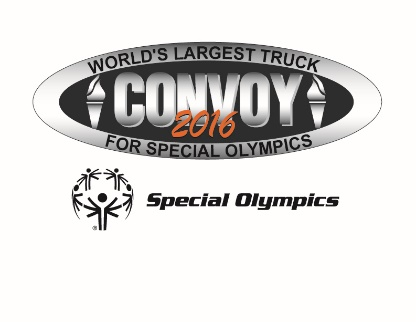 WORLD'S LARGEST TRUCK
CONVOY
2016
FOR SPECIAL OLYMPICS
®
Special Olympics